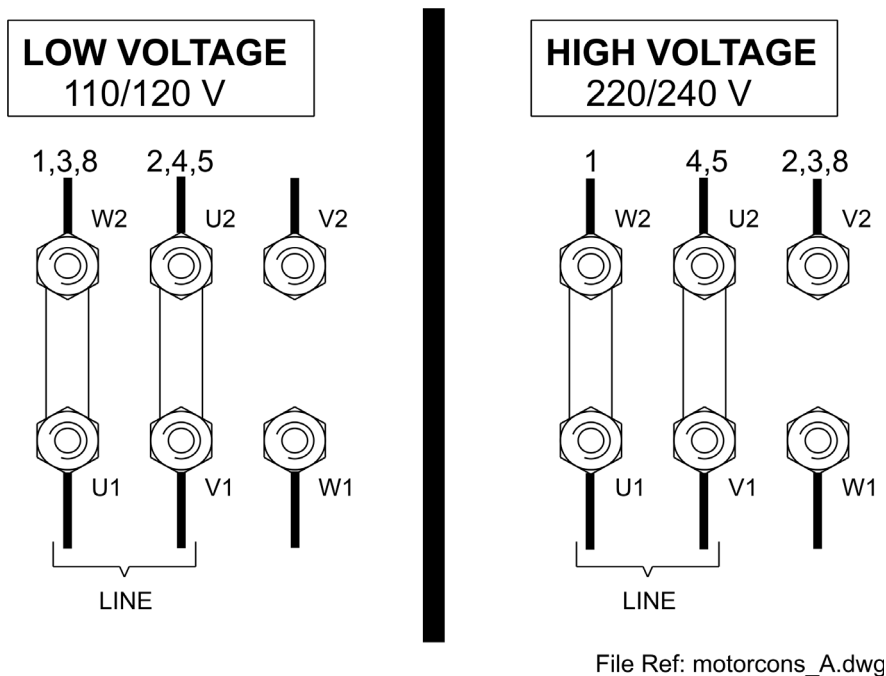 LOW VOLTAGE
110/120 V
1,3,8 2,4,5
W2 U2 V2
U1 V1 W1
LINE
HIGH VOLTAGE
220/240 V
1 4,5 2,3,8
W2 U2 V2
U1 V1 W1
LINE
File Ref: motorcons_A.dwg